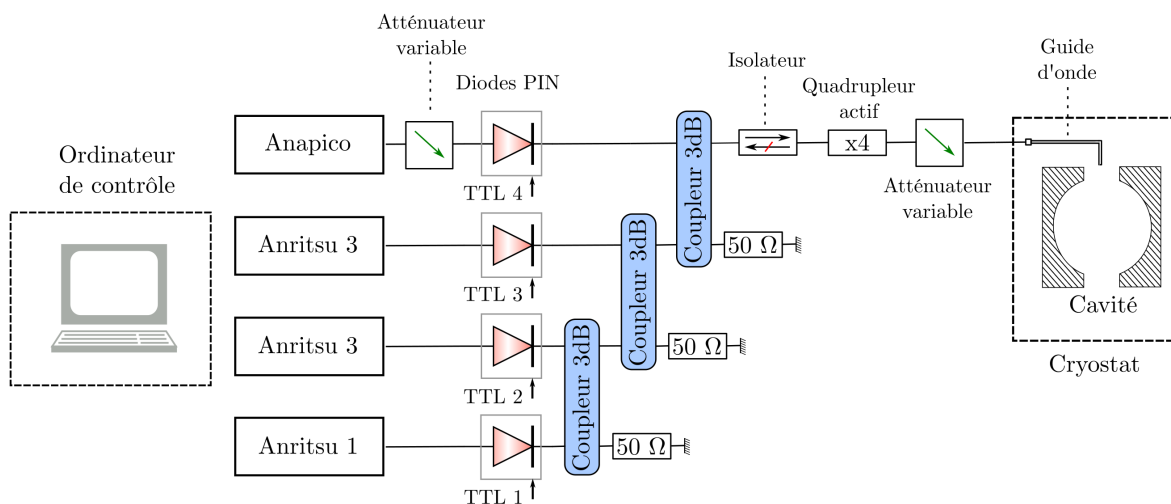 Atténuateur
variable
Diodes PIN
Isolateur
Quadrupleur
actif
Guide
d'onde
Ordinateur
de contrôle
Anapico
TTL 4
Coupleur 3dB
x4
Atténuateur
variable
Anritsu 3
TTL 3
Coupleur 3dB
50 Ω
Cavité
Cryostat
Anritsu 3
TTL 2
Coupleur 3dB
50 Ω
Anritsu 1
TTL 1
50 Ω